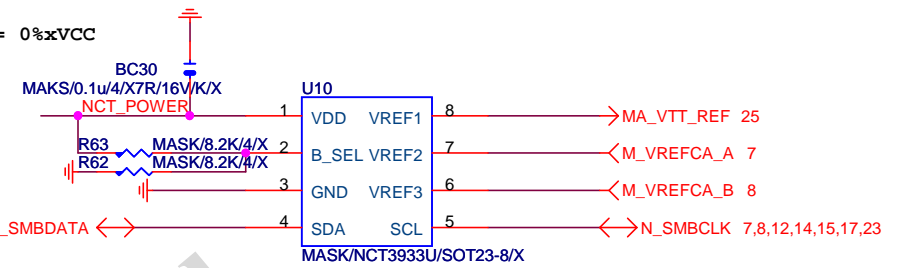 = 0%xVCC
BC30
MAKS/0.1u/4/X7R/16V/K/X
NCT_POWER
U10
1 VDD VREF1 8 MA_VTT_REF 25
R63 MASK/8.2K/4/X
2 B_SEL VREF2 7 M_VREFCA_A 7
R62 MASK/8.2K/4/X
3 GND VREF3 6 M_VREFCA_B 8
_SMBDATA 4 SDA SCL 5 N_SMBCLK 7,8,12,14,15,17,23
MASK/NCT3933U/SOT23-8/X